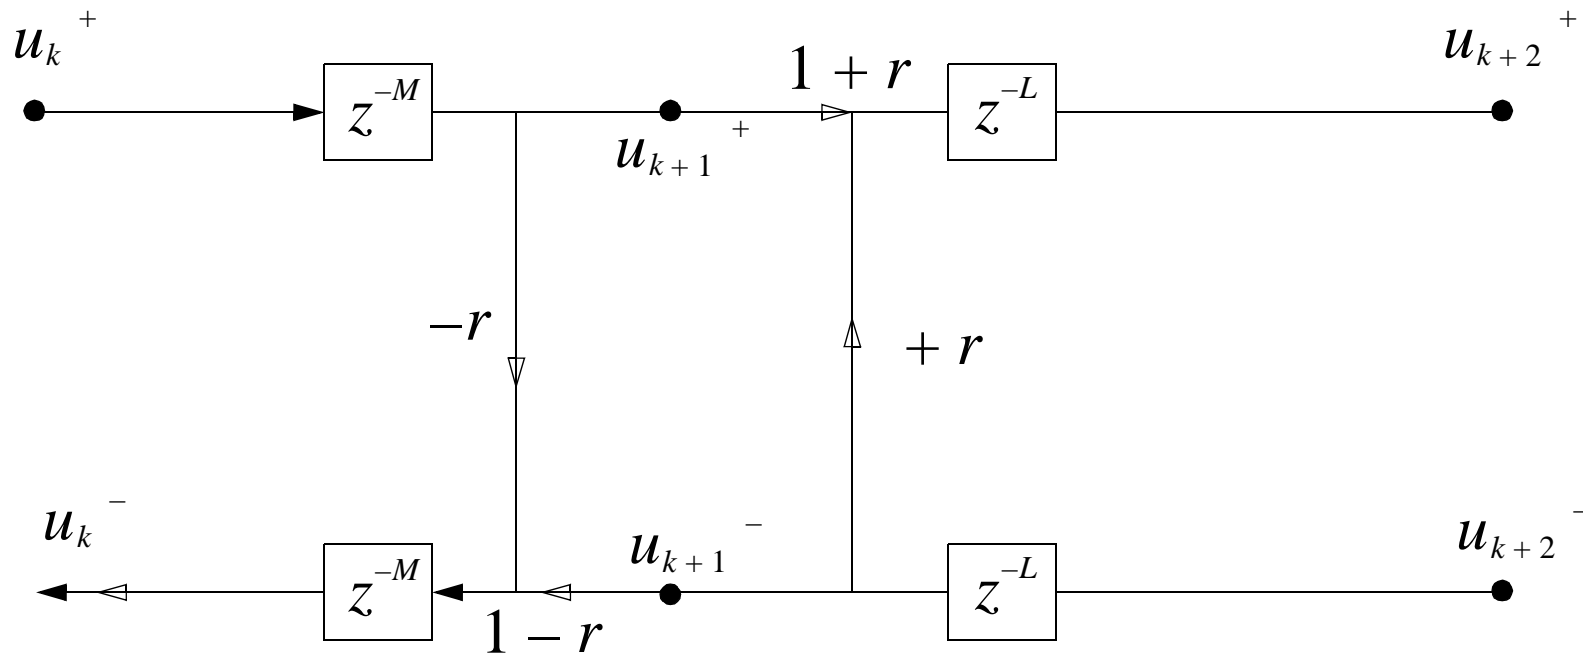 u_k^+
1 + r
u_{k+2}^+
z^{-M}
z^{-L}
u_{k+1}^+
−r
+ r
u_k^-
u_{k+1}^-
u_{k+2}^-
z^{-M}
z^{-L}
1 − r